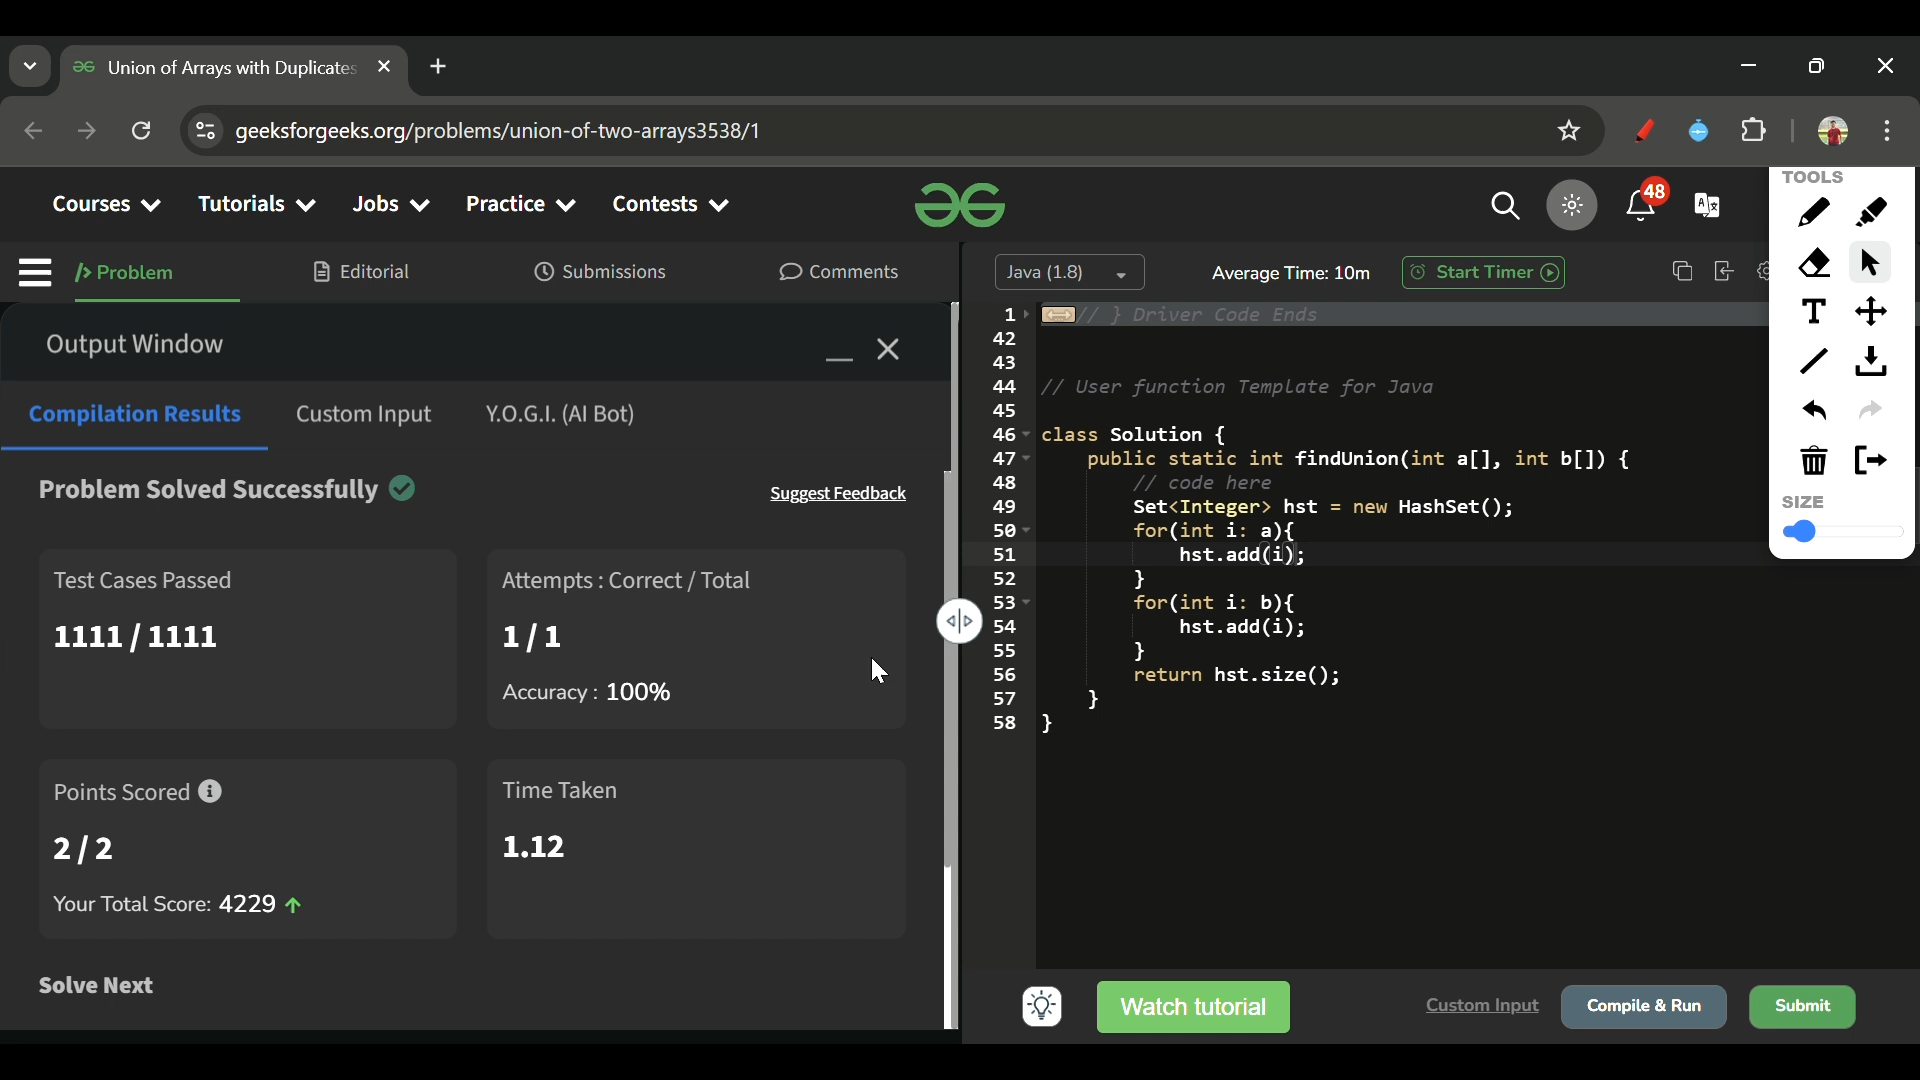 Union of Arrays with Duplicates
geeksforgeeks.org/problems/union-of-two-arrays3538/1
Courses Tutorials Jobs Practice Contests
48
TOOLS
Problem Editorial Submissions Comments
Java (1.8) Average Time: 10m Start Timer
Output Window
Compilation Results Custom Input Y.O.G.I. (AI Bot)
Problem Solved Successfully
Suggest Feedback
Test Cases Passed
1111 / 1111
Attempts : Correct / Total
1 / 1
Accuracy : 100%
Points Scored
2 / 2
Your Total Score: 4229
Time Taken
1.12
Solve Next
1 // } Driver Code Ends
42
43
44 // User function Template for Java
45
46 class Solution {
47 public static int findUnion(int a[], int b[]) {
48 // code here
49 Set<Integer> hst = new HashSet();
50 for(int i: a){
51 hst.add(i);
52 }
53 for(int i: b){
54 hst.add(i);
55 }
56 return hst.size();
57 }
58 }
SIZE
Watch tutorial
Custom Input
Compile & Run
Submit